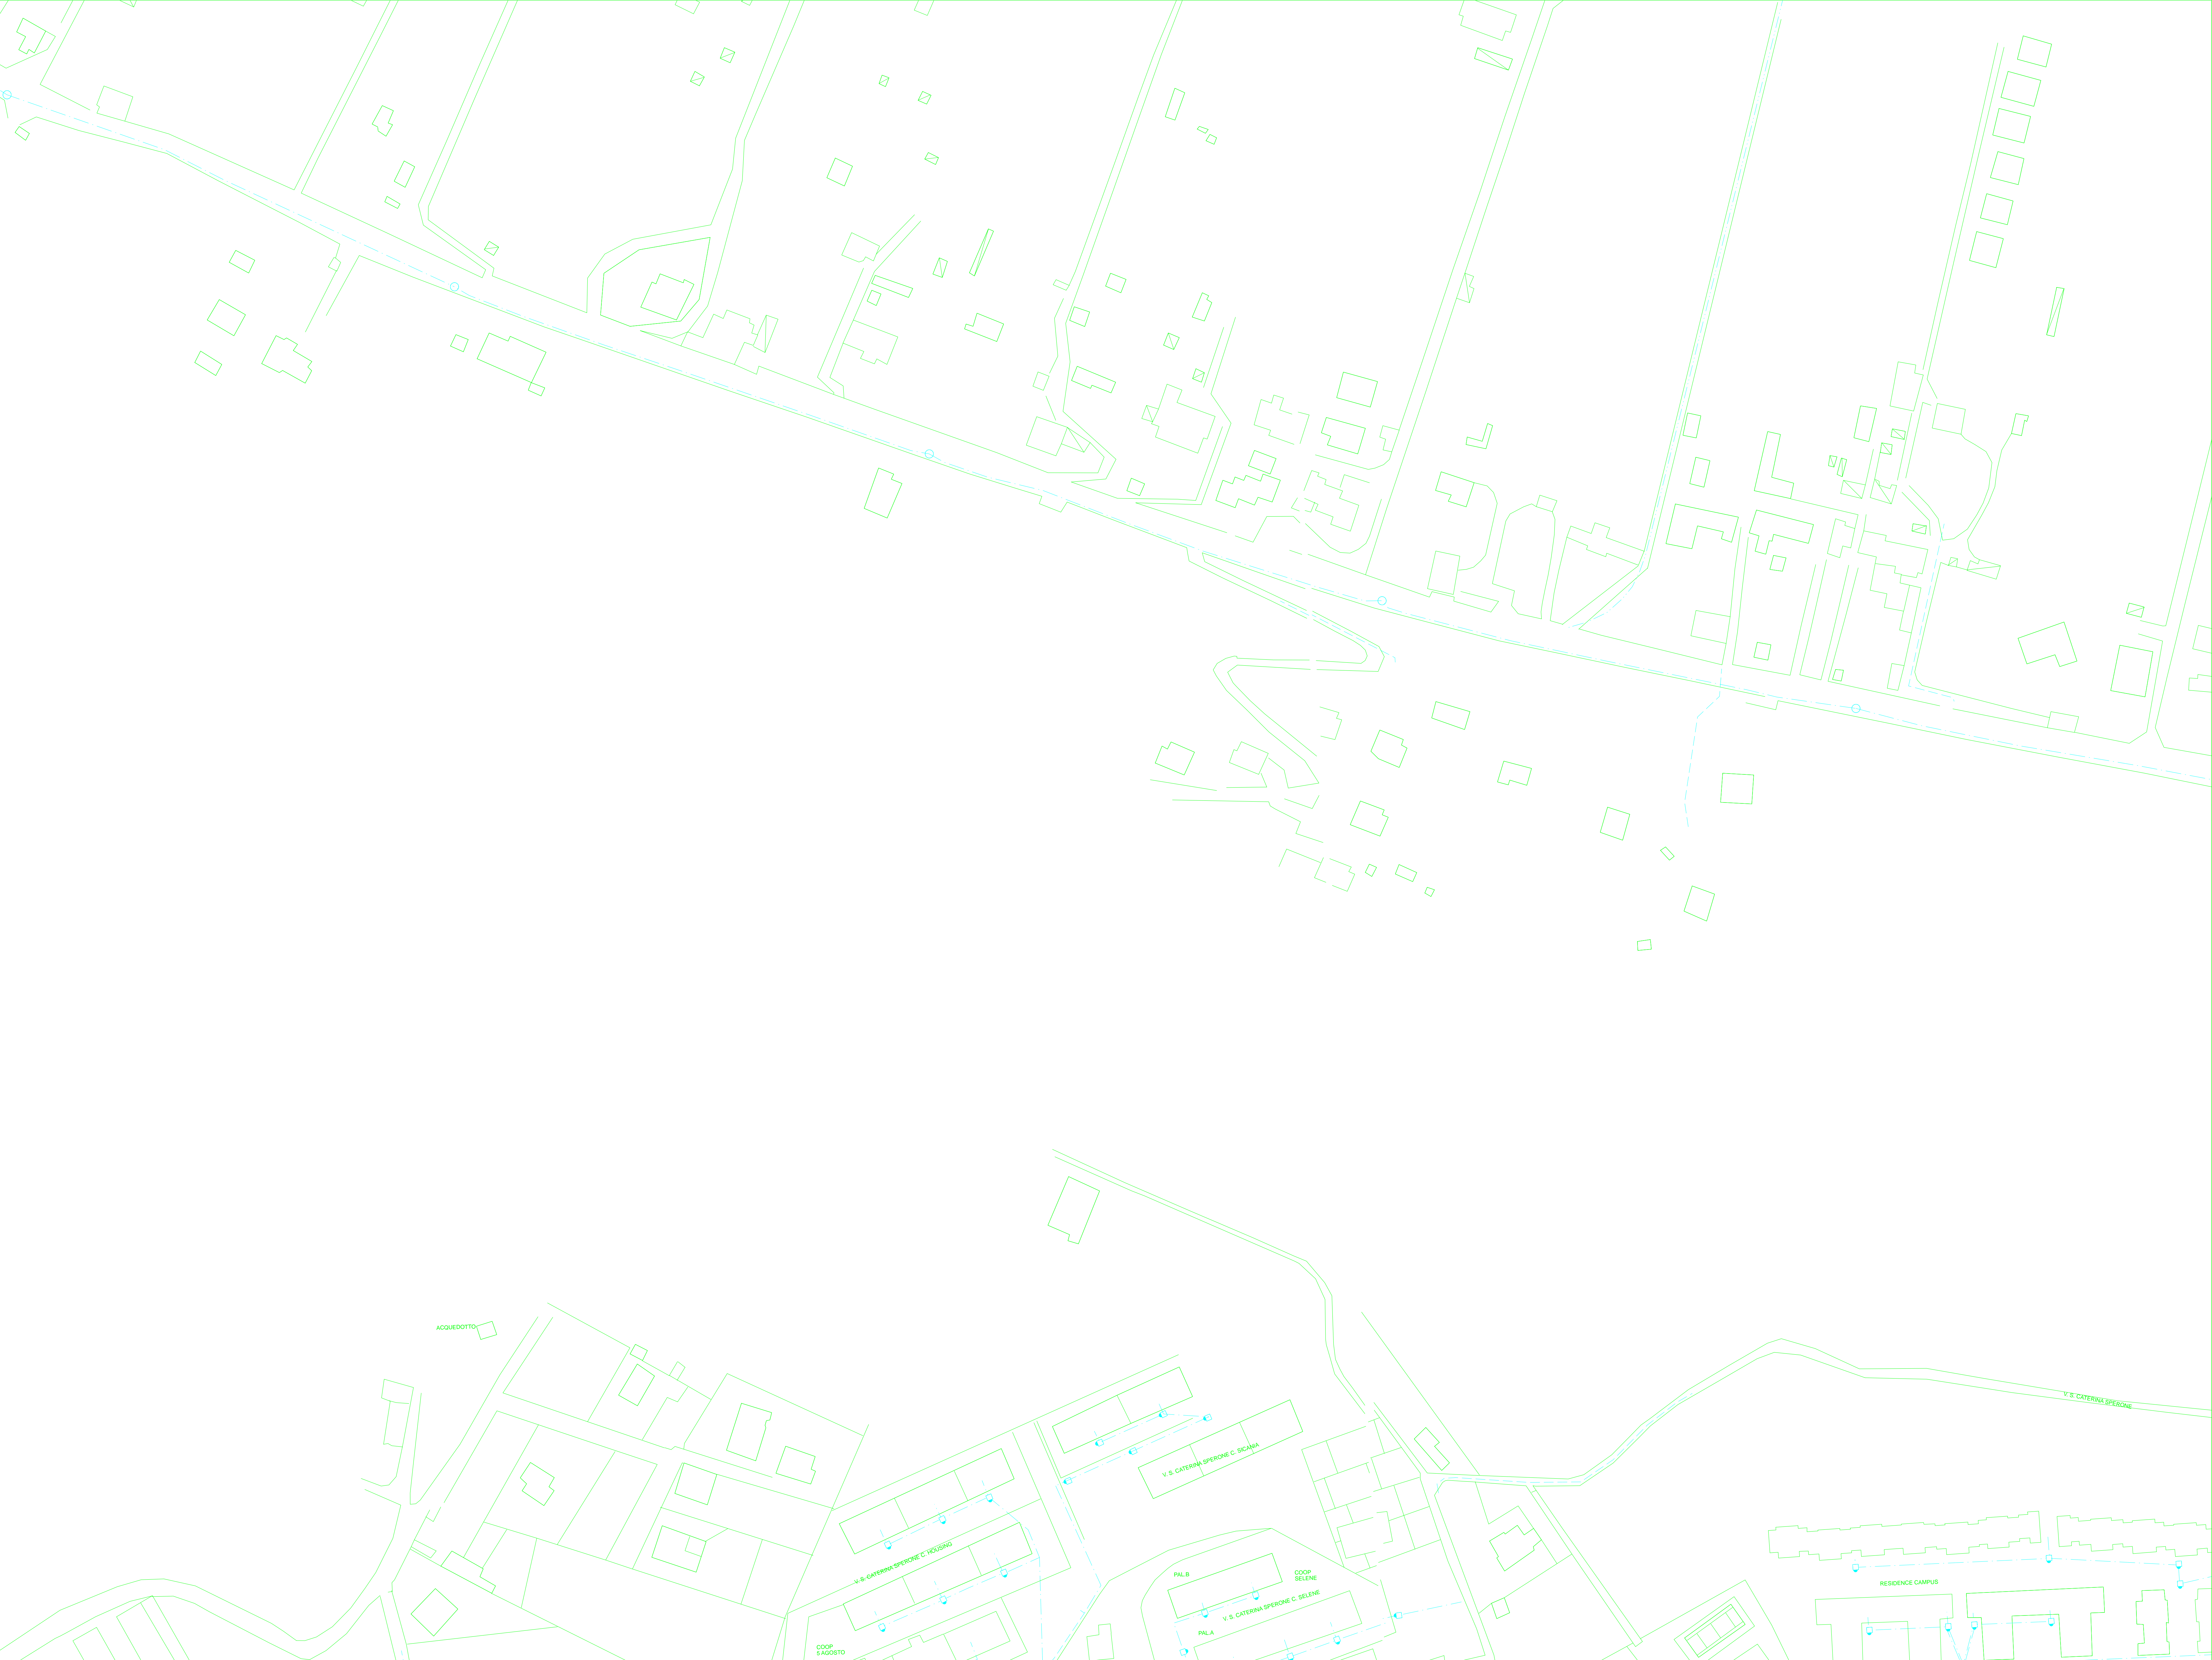 ACQUEDOTTO
V. S. CATERINA SPERONE
V. S. CATERINA SPERONE C. SICANIA
V. S. CATERINA SPERONE C. HOUSING
PAL.B
COOP
SELENE
RESIDENCE CAMPUS
V. S. CATERINA SPERONE C. SELENE
PAL.A
COOP
8 AGOSTO